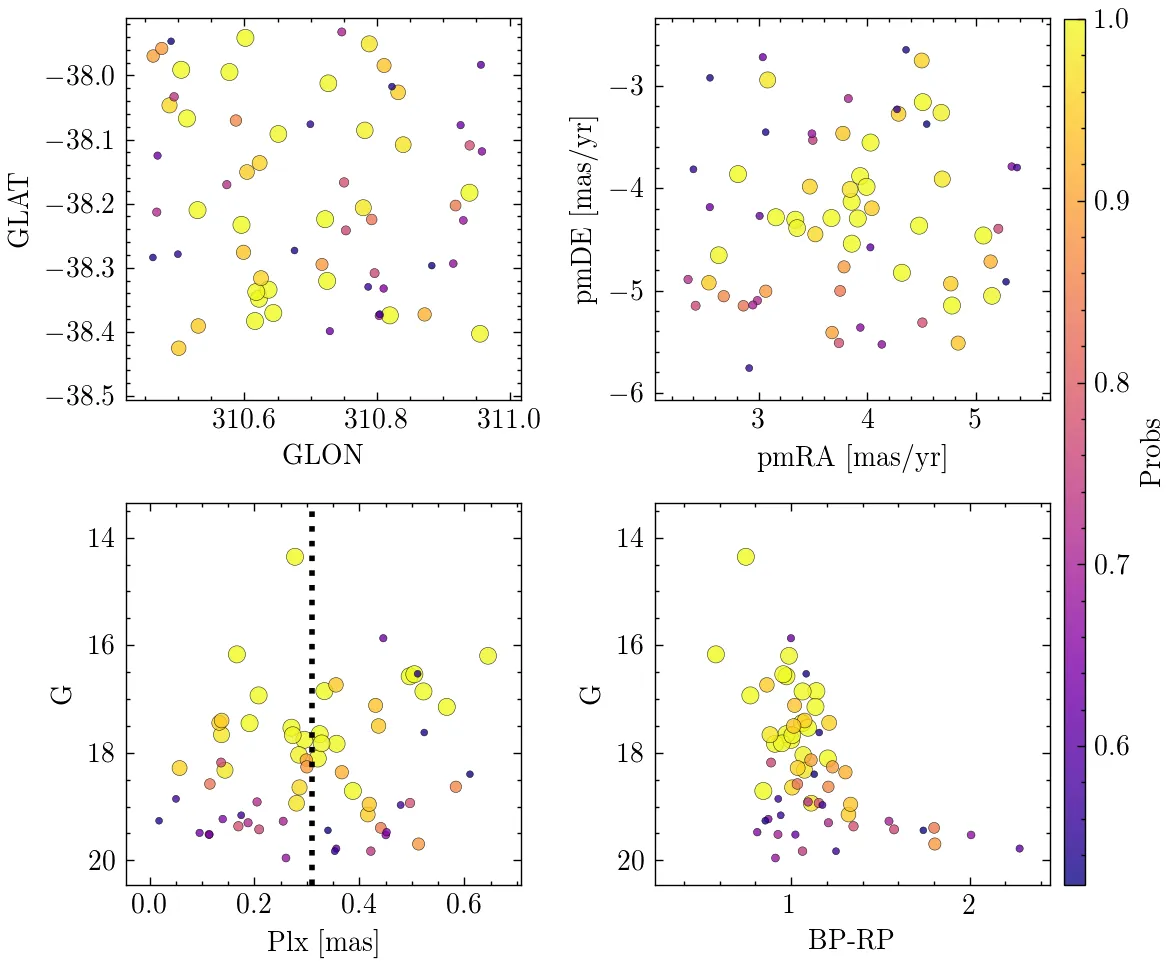 −38.0
−38.1
−38.2
−38.3
−38.4
−38.5
GLAT
310.6 310.8 311.0
GLON
−3
−4
−5
−6
pmDE [mas/yr]
3 4 5
pmRA [mas/yr]
14
16
18
20
G
0.0 0.2 0.4 0.6
Plx [mas]
14
16
18
20
G
1 2
BP-RP
1.0
0.9
0.8
0.7
0.6
Probs